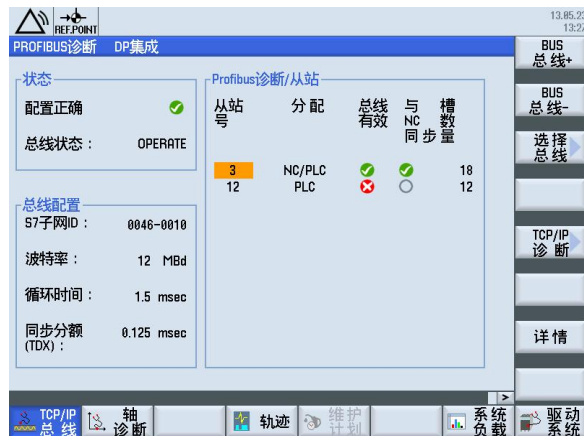 REF.POINT
13.05.23
13:27
PROFIBUS诊断 DP集成
状态
配置正确
总线状态： OPERATE
总线配置
S7子网ID： 0046-0010
波特率： 12 MBd
循环时间： 1.5 msec
同步分额
(TDX)： 0.125 msec
Profibus诊断/从站
从站号 分配 总线有效 与NC同步 槽数量
3 NC/PLC 18
12 PLC 12
BUS
总线+
BUS
总线-
选择
总线
TCP/IP
诊断
详情
TCP/IP
总线
轴
诊断
轨迹
维护
计划
系统
负载
驱动
系统